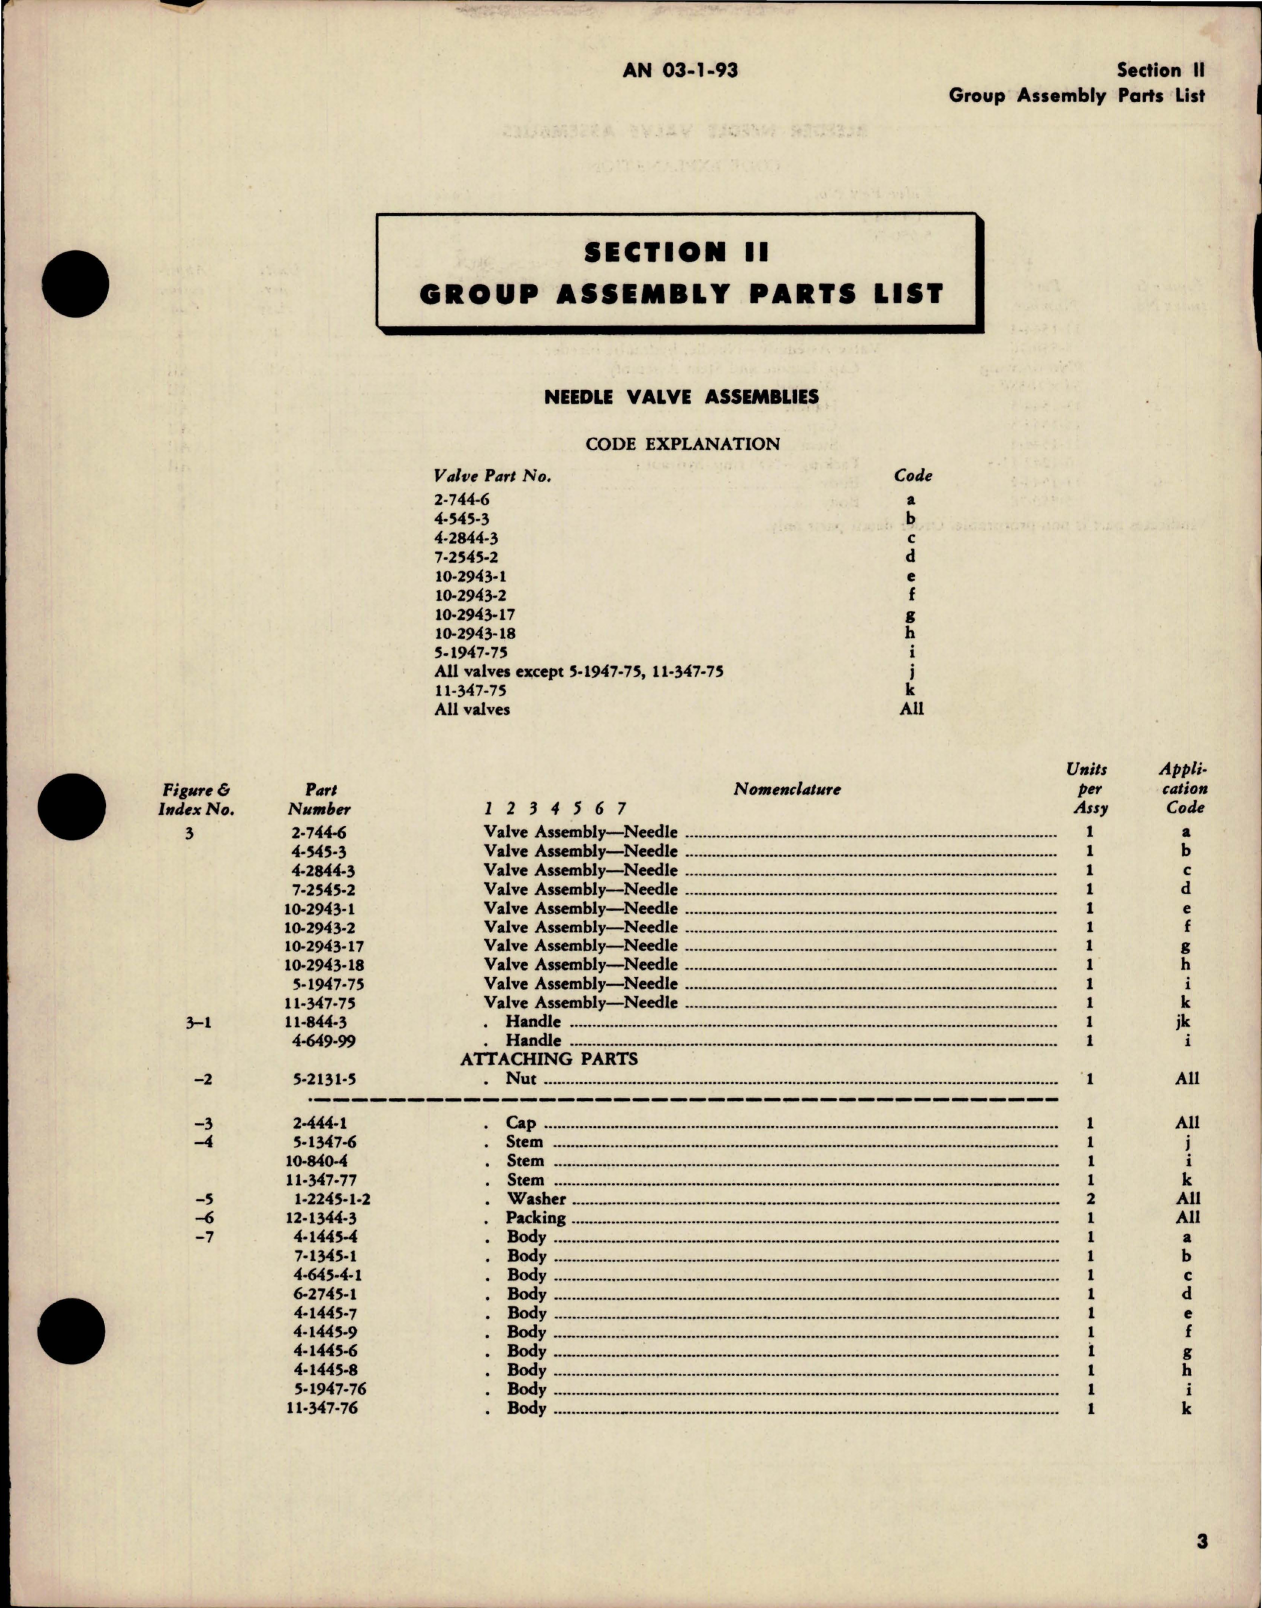 AN 03-1-93
Section II
Group Assembly Parts List
SECTION II
GROUP ASSEMBLY PARTS LIST
NEEDLE VALVE ASSEMBLIES
CODE EXPLANATION
Valve Part No. Code
2-744-6 a
4-545-3 b
4-2844-3 c
7-2545-2 d
10-2943-1 e
10-2943-2 f
10-2943-17 g
10-2943-18 h
5-1947-75 i
All valves except 5-1947-75, 11-347-75 j
11-347-75 k
All valves All
Figure & Index No. Part Number Nomenclature Units per Assy Appli-cation Code
1 2 3 4 5 6 7
3 2-744-6 Valve Assembly—Needle 1 a
4-545-3 Valve Assembly—Needle 1 b
4-2844-3 Valve Assembly—Needle 1 c
7-2545-2 Valve Assembly—Needle 1 d
10-2943-1 Valve Assembly—Needle 1 e
10-2943-2 Valve Assembly—Needle 1 f
10-2943-17 Valve Assembly—Needle 1 g
10-2943-18 Valve Assembly—Needle 1 h
5-1947-75 Valve Assembly—Needle 1 i
11-347-75 Valve Assembly—Needle 1 k
3-1 11-844-3 . Handle 1 jk
4-649-99 . Handle 1 i
ATTACHING PARTS
-2 5-2131-5 . Nut 1 All
-3 2-444-1 . Cap 1 All
-4 5-1347-6 . Stem 1 j
10-840-4 . Stem 1 i
11-347-77 . Stem 1 k
-5 1-2245-1-2 . Washer 2 All
-6 12-1344-3 . Packing 1 All
-7 4-1445-4 . Body 1 a
7-1345-1 . Body 1 b
4-645-4-1 . Body 1 c
6-2745-1 . Body 1 d
4-1445-7 . Body 1 e
4-1445-9 . Body 1 f
4-1445-6 . Body 1 g
4-1445-8 . Body 1 h
5-1947-76 . Body 1 i
11-347-76 . Body 1 k
3